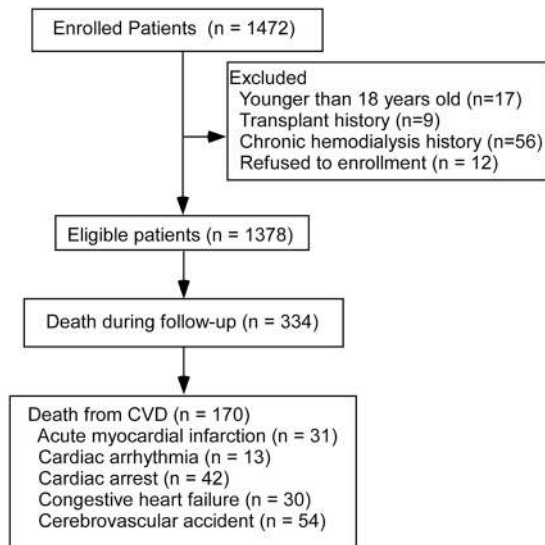 Enrolled Patients (n = 1472)
Excluded
Younger than 18 years old (n=17)
Transplant history (n=9)
Chronic hemodialysis history (n=56)
Refused to enrollment (n = 12)
Eligible patients (n = 1378)
Death during follow-up (n = 334)
Death from CVD (n = 170)
Acute myocardial infarction (n = 31)
Cardiac arrhythmia (n = 13)
Cardiac arrest (n = 42)
Congestive heart failure (n = 30)
Cerebrovascular accident (n = 54)